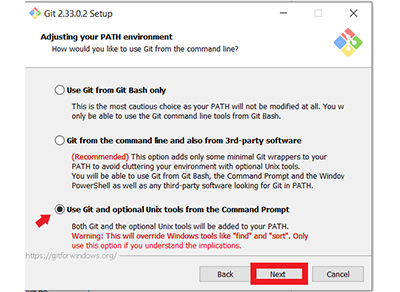 Git 2.33.0.2 Setup
Adjusting your PATH environment
How would you like to use Git from the command line?
Use Git from Git Bash only
This is the most cautious choice as your PATH will not be modified at all. You w
only be able to use the Git command line tools from Git Bash.
Git from the command line and also from 3rd-party software
(Recommended) This option adds only some minimal Git wrappers to your
PATH to avoid cluttering your environment with optional Unix tools.
You will be able to use Git from Git Bash, the Command Prompt and the Window
PowerShell as well as any third-party software looking for Git in PATH.
Use Git and optional Unix tools from the Command Prompt
Both Git and the optional Unix tools will be added to your PATH.
Warning: This will override Windows tools like "find" and "sort". Only
use this option if you understand the implications.
https://gitforwindows.org/
Back
Next
Cancel